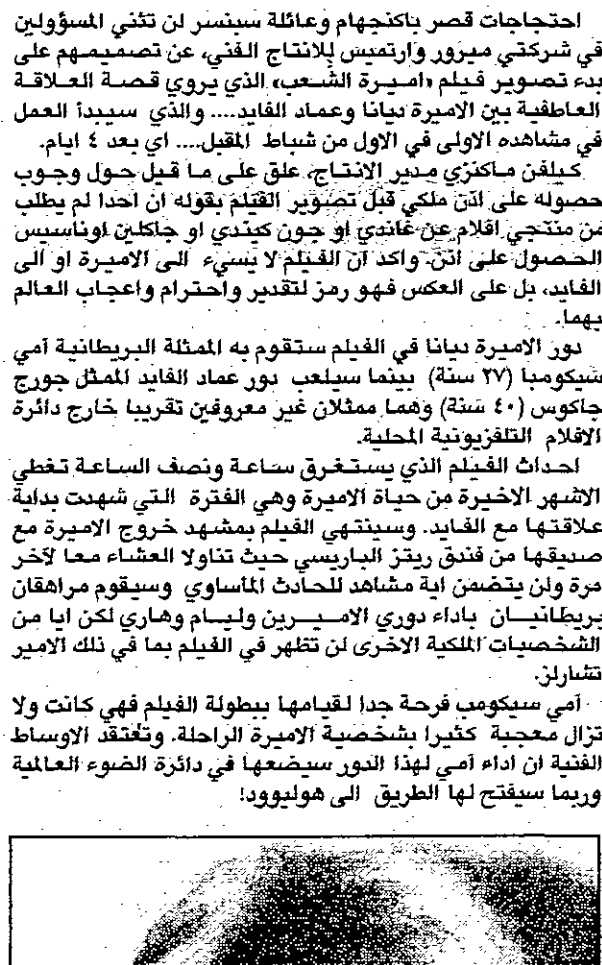 احتجاجات قصر باكنجهام وعائلة سبنسر لن تثني المسؤولين
في شركتي ميرور وارتميس للانتاج الفني، عن تصميمهم على
بدء تصوير فيلم «اميرة الشعب» الذي يروي قصة العلاقة
العاطفية بين الاميرة ديانا وعماد الفايد.... والذي سيبدأ العمل
في مشاهده الاولى في الاول من شباط المقبل.... اي بعد ٤ ايام.
كيلفن ماكنزي مدير الانتاج، علق على ما قيل حول وجوب
حصوله على اذن ملكي قبل تصوير الفيلم بقوله ان احدا لم يطلب
من منتجي افلام عن غاندي او جون كيندي او جاكلين اوناسيس
الحصول على اذن. واكد ان الفيلم لا يسيء الى الاميرة او الى
الفايد، بل على العكس فهو رمز لتقدير واحترام واعجاب العالم
بهما.
دور الاميرة ديانا في الفيلم ستقوم به الممثلة البريطانية آمي
شيكومبا (٢٧ سنة) بينما سيلعب دور عماد الفايد الممثل جورج
جاكوس (٤٠ سنة) وهما ممثلان غير معروفين تقريبا خارج دائرة
الافلام التلفزيونية المحلية.
احداث الفيلم الذي يستغرق ساعة ونصف الساعة تغطي
الاشهر الاخيرة من حياة الاميرة وهي الفترة التي شهدت بداية
علاقتها مع الفايد. وسينتهي الفيلم بمشهد خروج الاميرة مع
صديقها من فندق ريتز الباريسي حيث تناولا العشاء معا لآخر
مرة ولن يتضمن اية مشاهد للحادث المأساوي وسيقوم مراهقان
بريطانيـــان باداء دوري الاميـــرين وليـام وهاري لكن ايا من
الشخصيات الملكية الاخرى لن تظهر في الفيلم بما في ذلك الامير
تشارلز.
آمي سيكومب فرحة جدا لقيامها ببطولة الفيلم فهي كانت ولا
تزال معجبة كثيرا بشخصية الاميرة الراحلة. وتعتقد الاوساط
الفنية ان اداء آمي لهذا الدور سيضعها في دائرة الضوء العالمية
وربما سيفتح لها الطريق الى هوليوود!